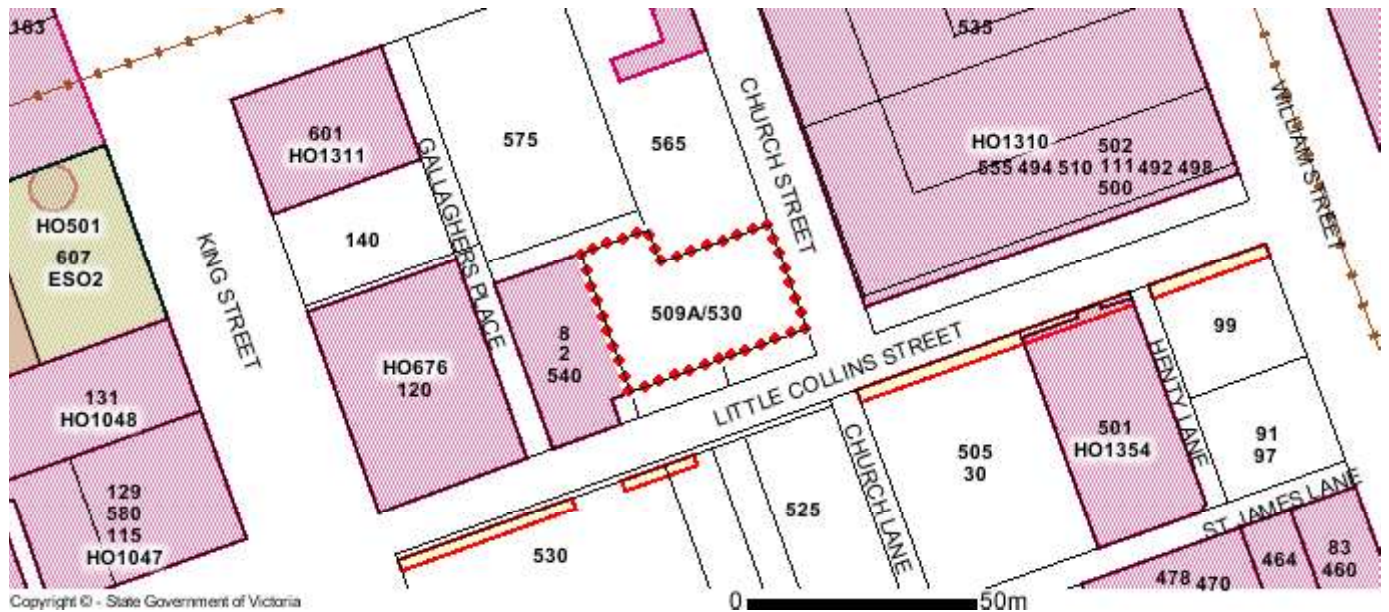 163
535
601
HO1311
GALLAGHERS PLACE
575
565
CHURCH STREET
HO1310
502
555 494 510 111 492 498
500
WILLIAM STREET
HO501
607
ESO2
KING STREET
140
509A/530
8
2
540
HO676
120
LITTLE COLLINS STREET
99
HENTY LANE
131
HO1048
501
HO1354
505
30
CHURCH LANE
91
97
129
580
115
HO1047
525
530
ST JAMES LANE
478 470
464
83
460
Copyright © - State Government of Victoria
0
50m